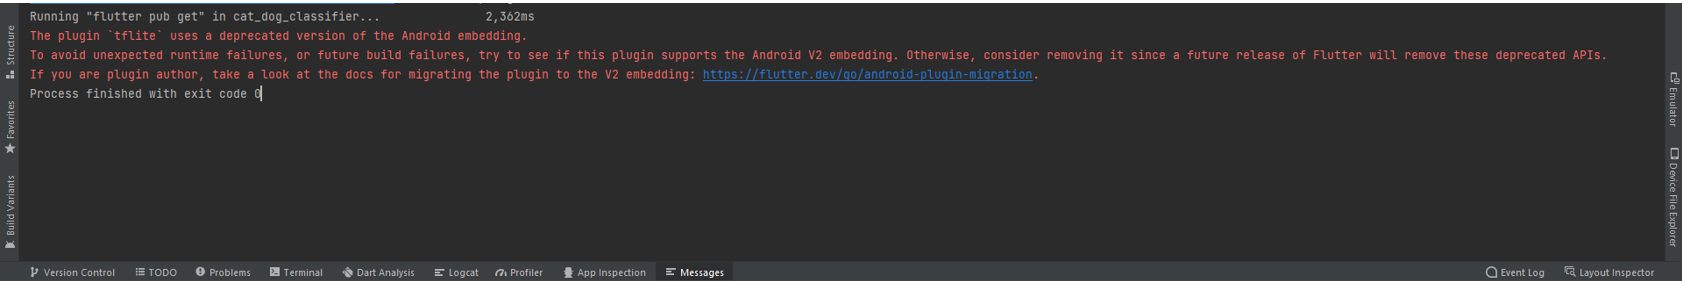 Running "flutter pub get" in cat_dog_classifier... 2,362ms
The plugin `tflite` uses a deprecated version of the Android embedding.
To avoid unexpected runtime failures, or future build failures, try to see if this plugin supports the Android V2 embedding. Otherwise, consider removing it since a future release of Flutter will remove these deprecated APIs.
If you are plugin author, take a look at the docs for migrating the plugin to the V2 embedding: https://flutter.dev/go/android-plugin-migration.
Process finished with exit code 0
Structure
Favorites
Build Variants
Emulator
Device File Explorer
Version Control TODO Problems Terminal Dart Analysis Logcat Profiler App Inspection Messages Event Log Layout Inspector